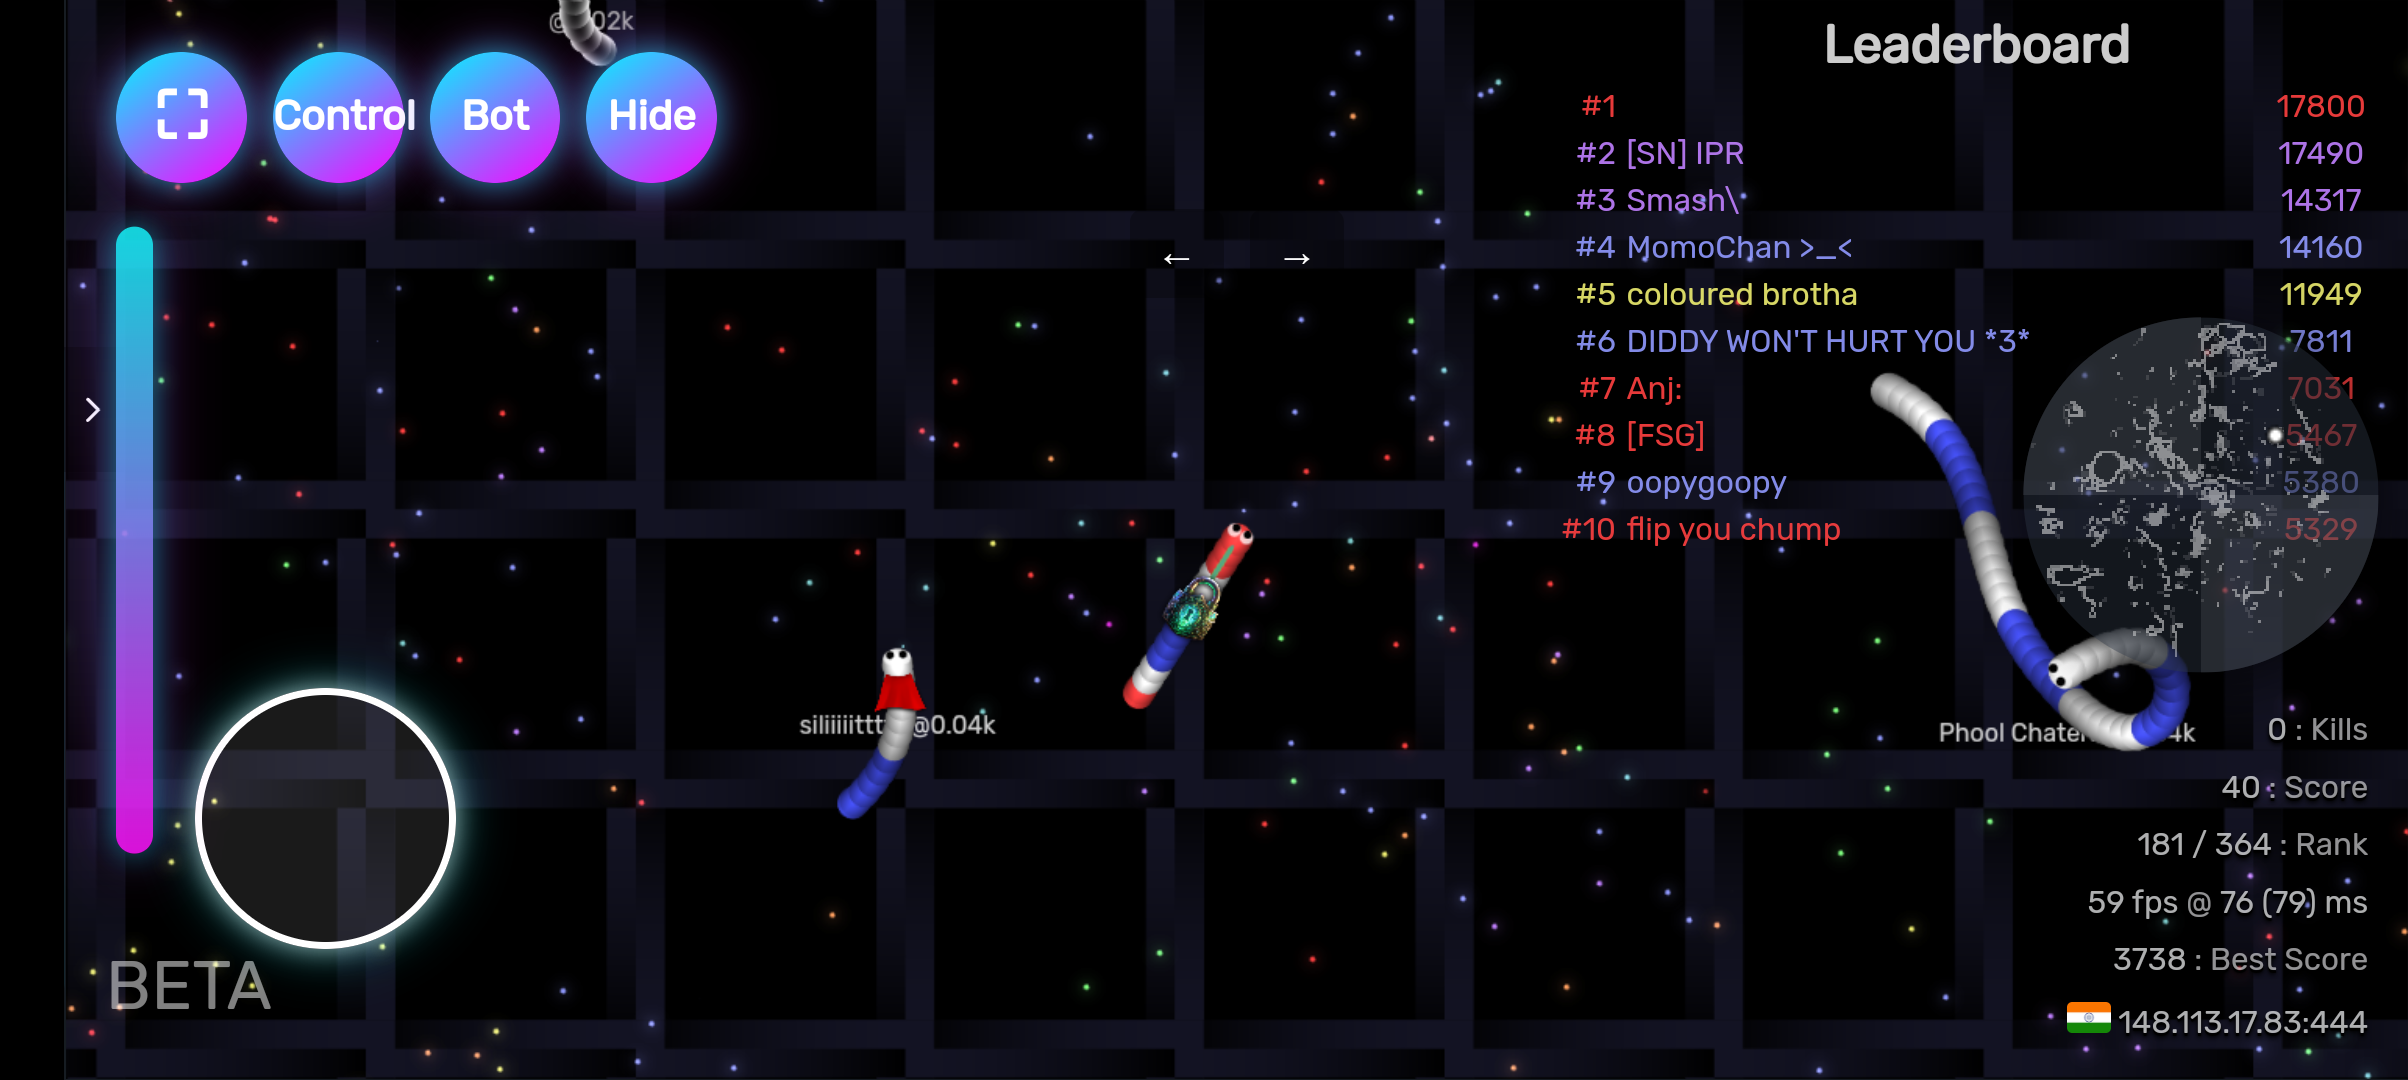 Control
Bot
Hide
←
→
Leaderboard
#1 17800
#2 [SN] IPR 17490
#3 Smash\ 14317
#4 MomoChan >_< 14160
#5 coloured brotha 11949
#6 DIDDY WON'T HURT YOU *3* 7811
#7 Anj: 7031
#8 [FSG] 5467
#9 oopygoopy 5380
#10 flip you chump 5329
@0.04k
Phool
0 : Kills
40 : Score
181 / 364 : Rank
59 fps @ 76 (79) ms
3738 : Best Score
148.113.17.83:444
BETA